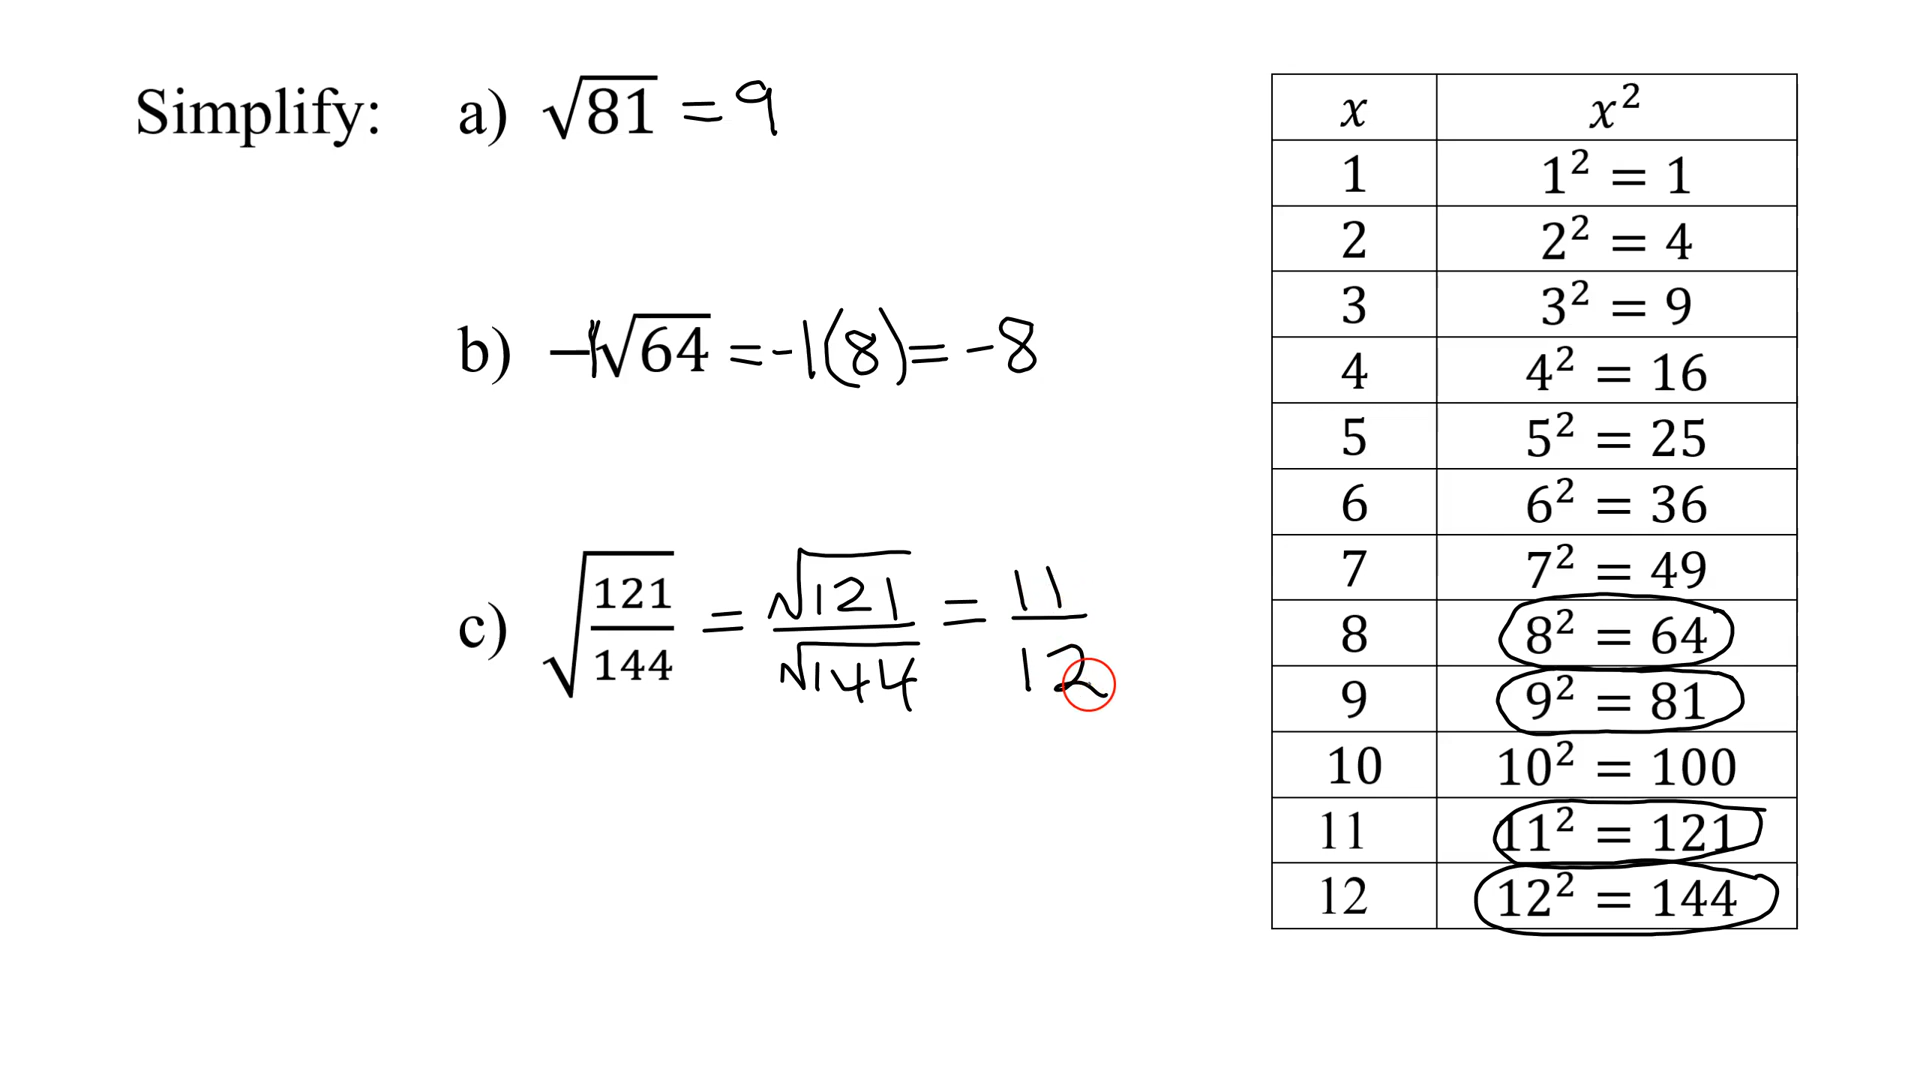 Simplify: a) √81 = 9
b) −1√64 = -1(8) = -8
c) √(121/144) = √121/√144 = 11/12
x x²
1 1² = 1
2 2² = 4
3 3² = 9
4 4² = 16
5 5² = 25
6 6² = 36
7 7² = 49
8 8² = 64
9 9² = 81
10 10² = 100
11 11² = 121
12 12² = 144